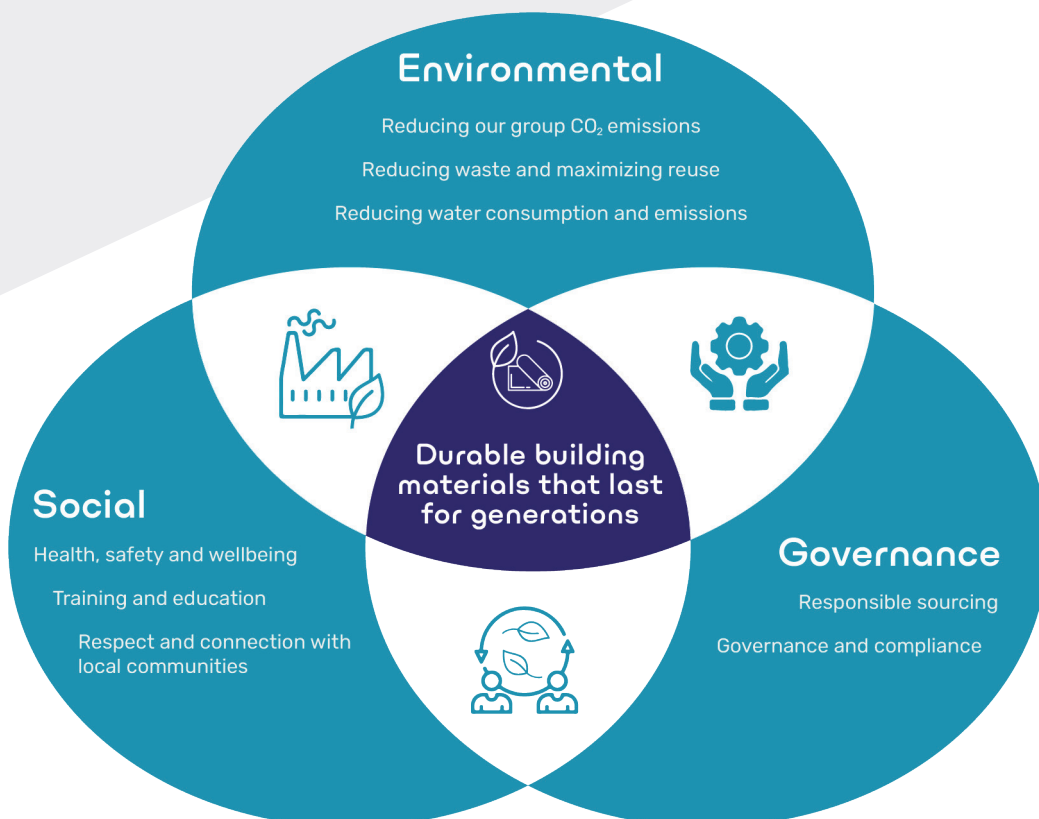 Environmental
Reducing our group CO₂ emissions
Reducing waste and maximizing reuse
Reducing water consumption and emissions
Durable building
materials that last
for generations
Social
Health, safety and wellbeing
Training and education
Respect and connection with
local communities
Governance
Responsible sourcing
Governance and compliance